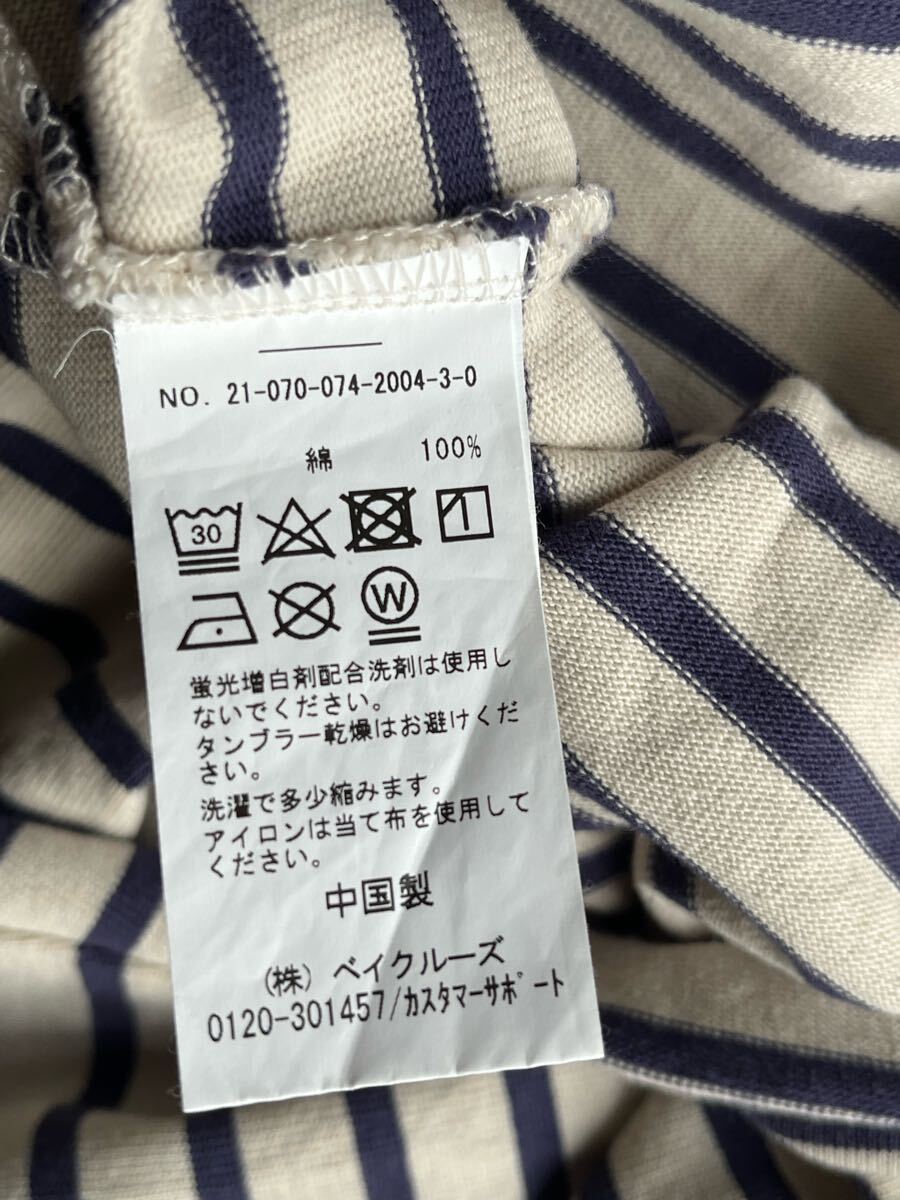 NO. 21-070-074-2004-3-0
綿 100%
30
W
蛍光増白剤配合洗剤は使用し
ないでください。
タンブラー乾燥はお避けくだ
さい。
洗濯で多少縮みます。
アイロンは当て布を使用して
ください。
中国製
(株) ベイクルーズ
0120-301457/カスタマーサポート